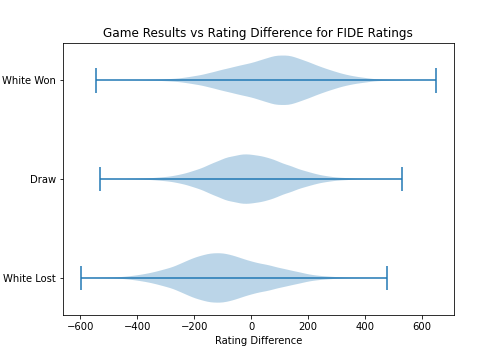 Game Results vs Rating Difference for FIDE Ratings
White Won
Draw
White Lost
−600 −400 −200 0 200 400 600
Rating Difference